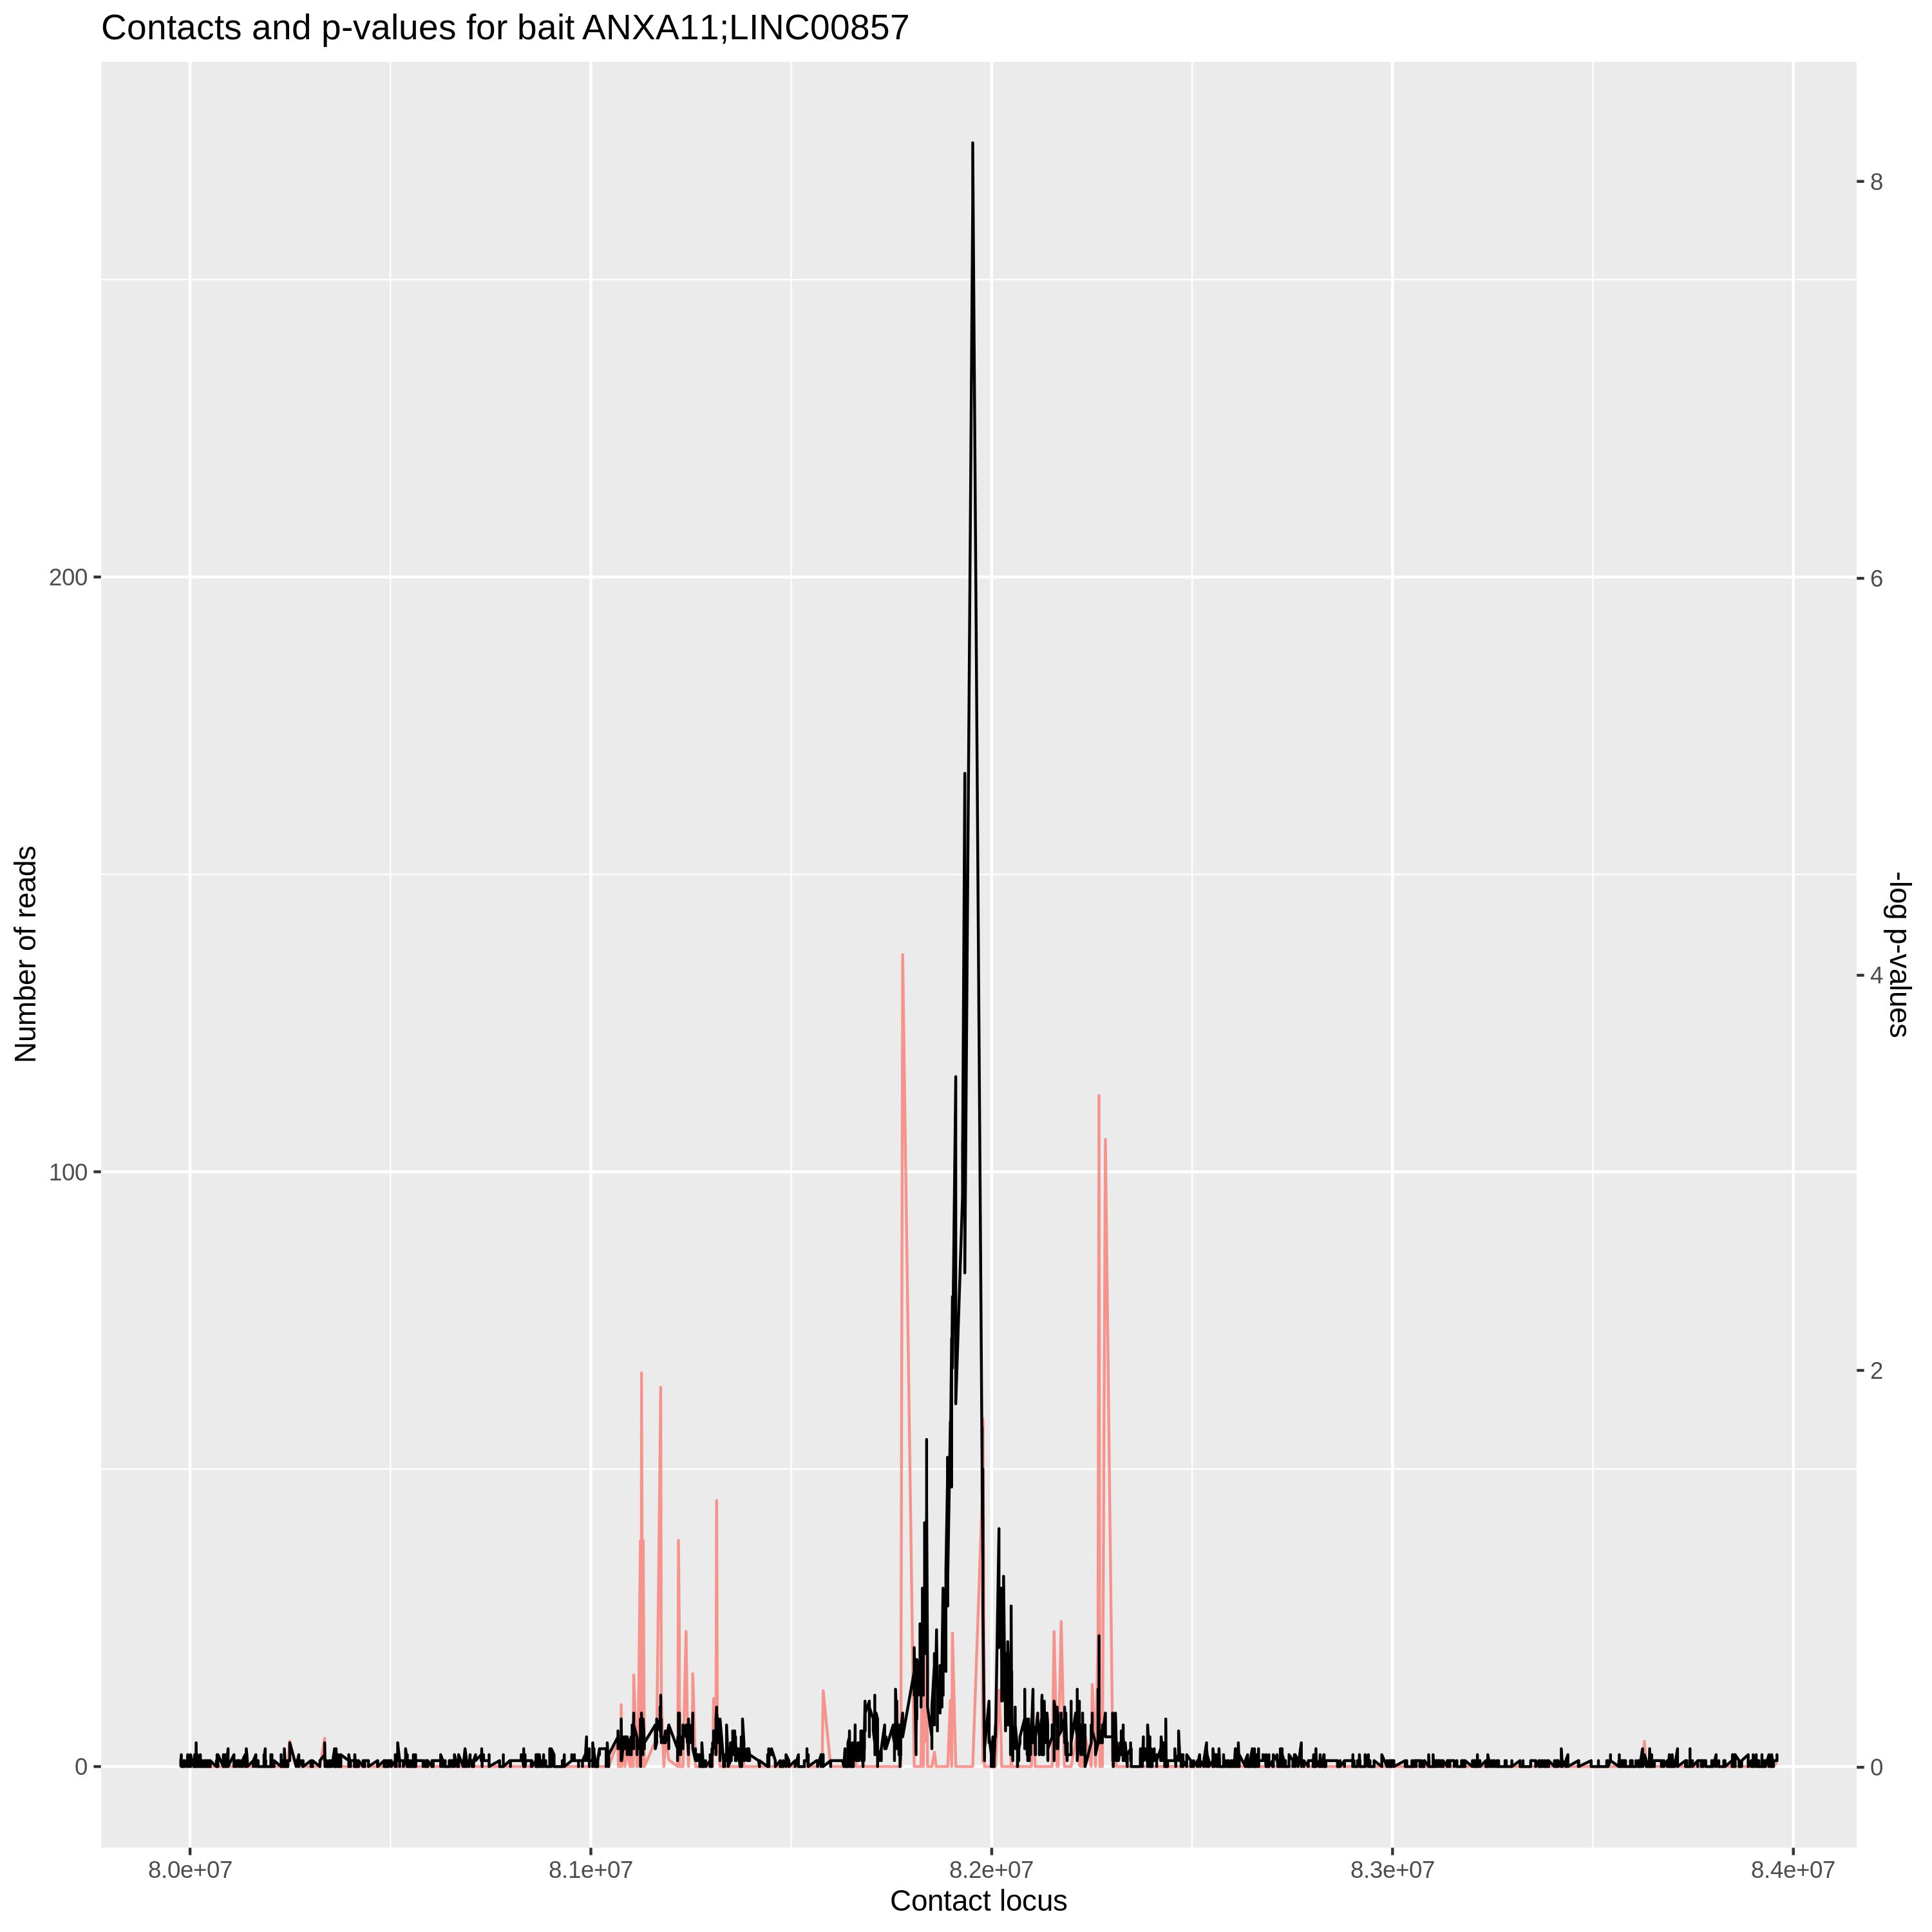 Contacts and p-values for bait ANXA11;LINC00857
8
200
6
Number of reads
-log p-values
4
100
2
0
0
8.0e+07
8.1e+07
8.2e+07
8.3e+07
8.4e+07
Contact locus